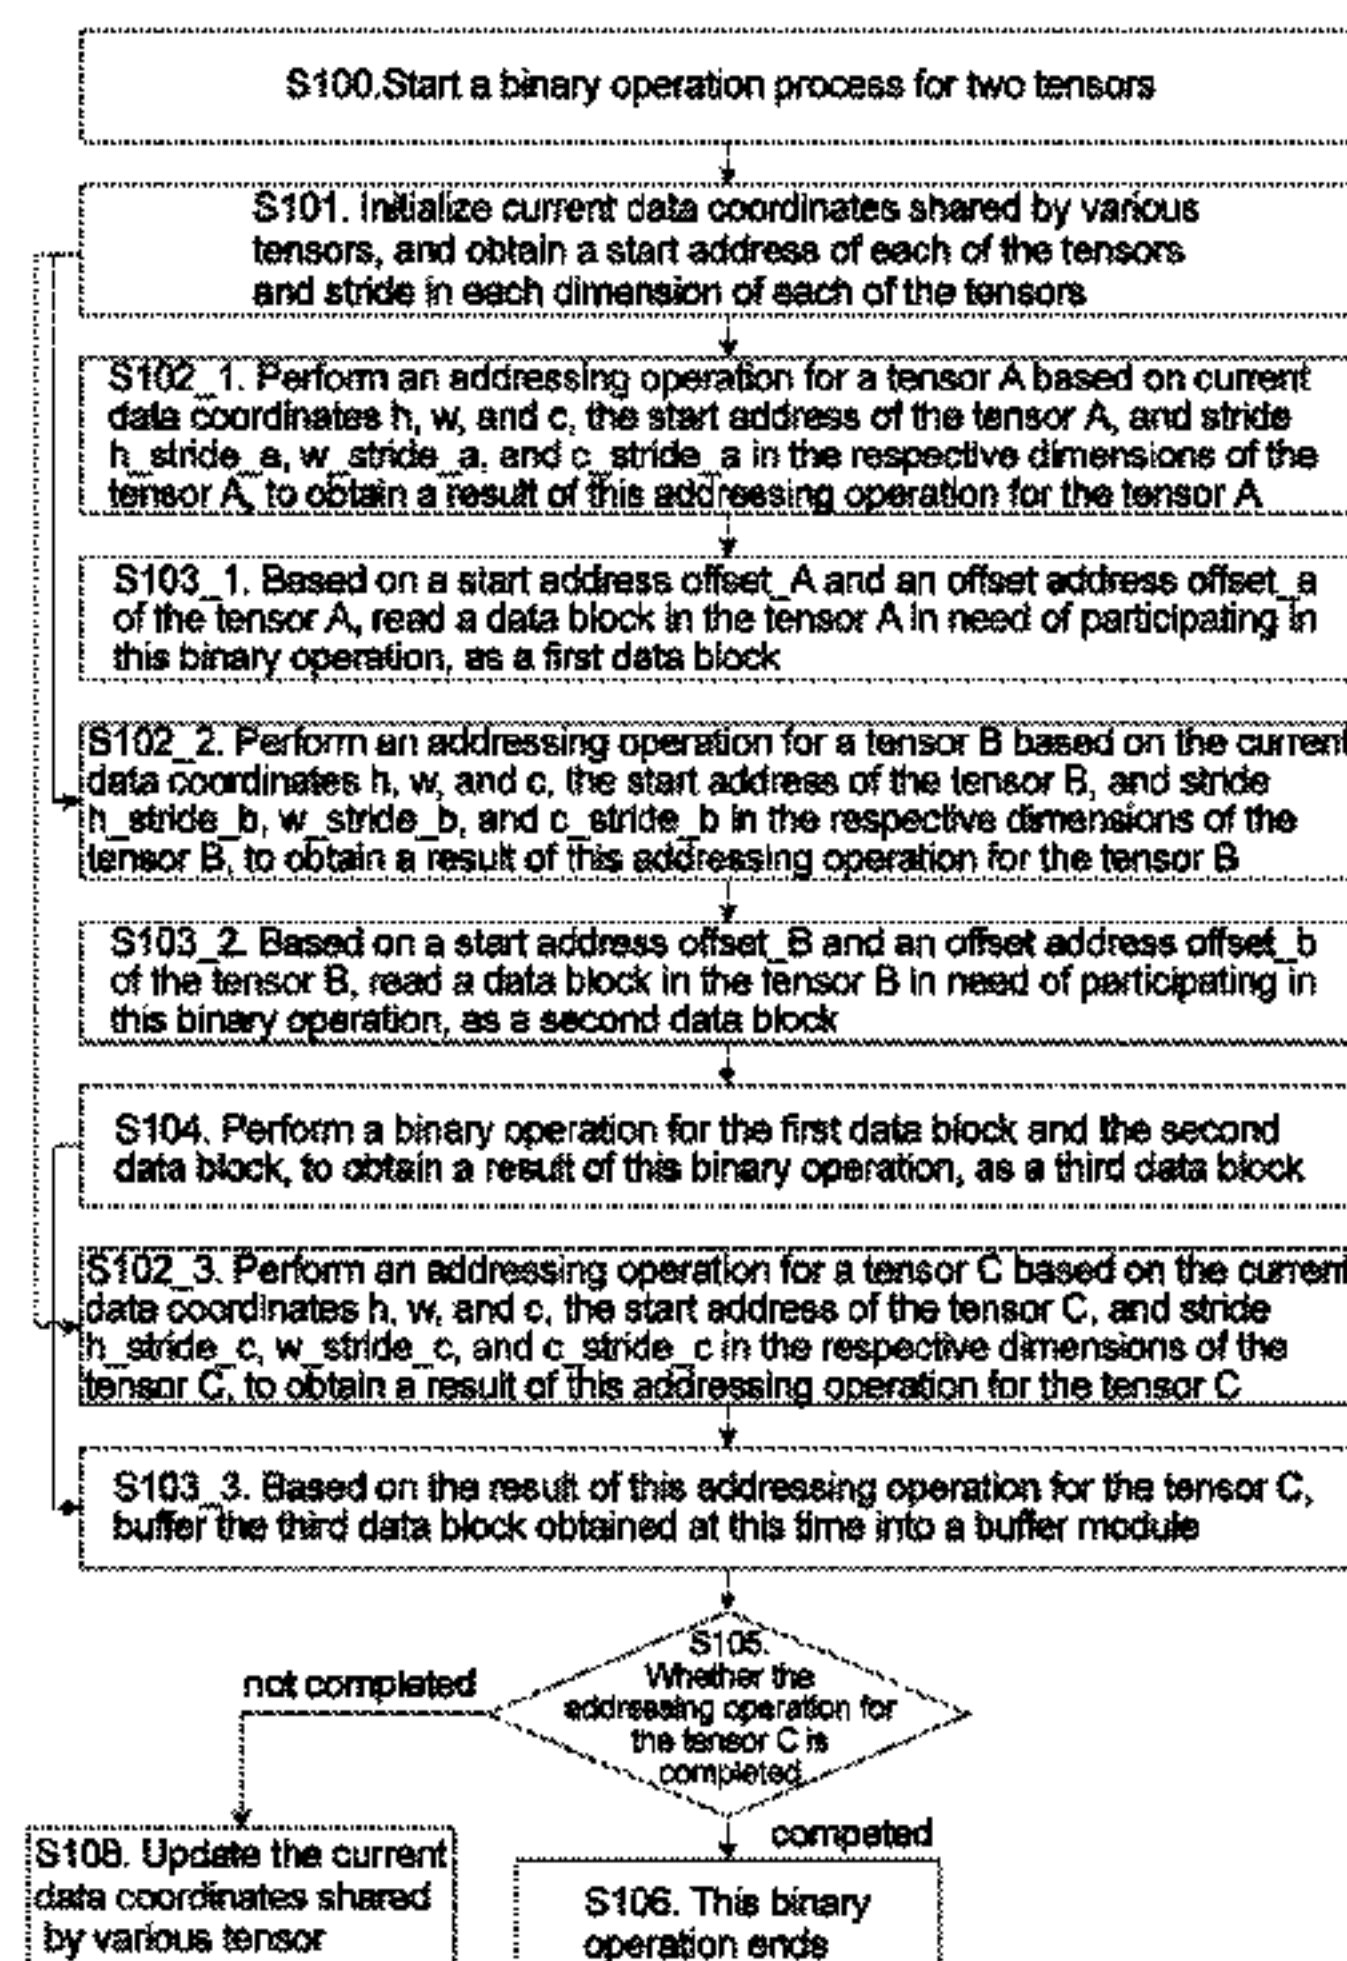 S100.Start a binary operation process for two tensors
S101. Initialize current data coordinates shared by various
tensors, and obtain a start address of each of the tensors
and stride in each dimension of each of the tensors
S102_1. Perform an addressing operation for a tensor A based on current
data coordinates h, w, and c, the start address of the tensor A, and stride
h_stride_a, w_stride_a, and c_stride_a in the respective dimensions of the
tensor A, to obtain a result of this addressing operation for the tensor A
S103_1. Based on a start address offset_A and an offset address offset_a
of the tensor A, read a data block in the tensor A in need of participating in
this binary operation, as a first data block
S102_2. Perform an addressing operation for a tensor B based on the current
data coordinates h, w, and c, the start address of the tensor B, and stride
h_stride_b, w_stride_b, and c_stride_b in the respective dimensions of the
tensor B, to obtain a result of this addressing operation for the tensor B
S103_2. Based on a start address offset_B and an offset address offset_b
of the tensor B, read a data block in the tensor B in need of participating in
this binary operation, as a second data block
S104. Perform a binary operation for the first data block and the second
data block, to obtain a result of this binary operation, as a third data block
S102_3. Perform an addressing operation for a tensor C based on the current
data coordinates h, w, and c, the start address of the tensor C, and stride
h_stride_c, w_stride_c, and c_stride_c in the respective dimensions of the
tensor C, to obtain a result of this addressing operation for the tensor C
S103_3. Based on the result of this addressing operation for the tensor C,
buffer the third data block obtained at this time into a buffer module
S105.
Whether the
addressing operation for
the tensor C is
completed
not completed
competed
S108. Update the current
data coordinates shared
by various tensor
S106. This binary
operation ends